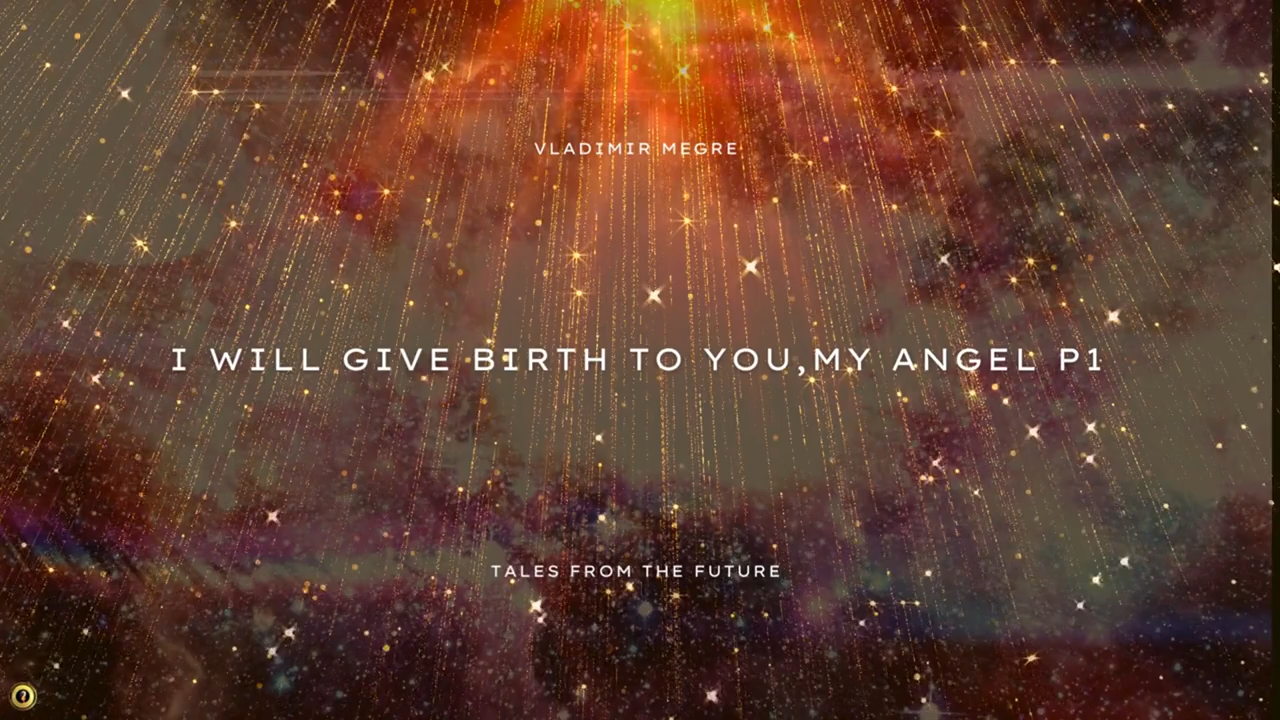 VLADIMIR MEGRE
I WILL GIVE BIRTH TO YOU,MY ANGEL P1
TALES FROM THE FUTURE